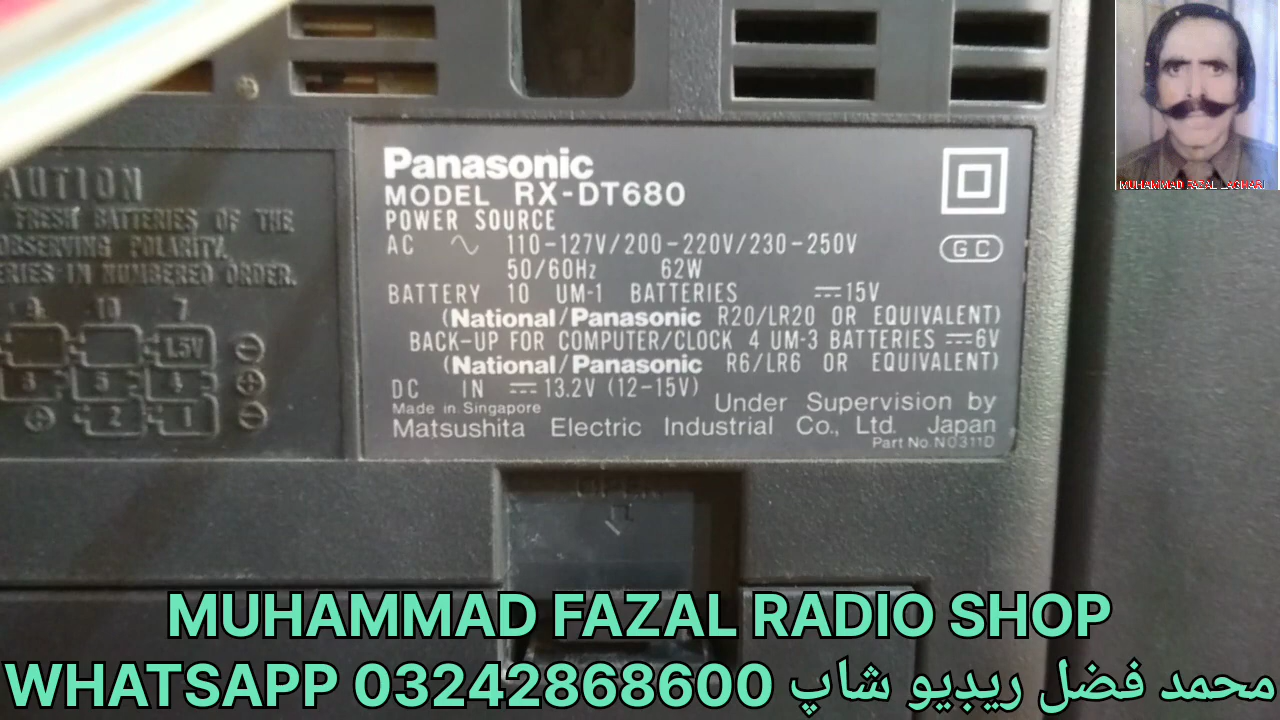 MUHAMMAD FAZAL LAGHARI
AUTION
FRESH BATTERIES OF THE
OBSERVING POLARITY,
ERIES IN NUMBERED ORDER.
9 10 7
1.5V
5 4
2 1
Panasonic
MODEL RX-DT680
POWER SOURCE
AC 110-127V/200-220V/230-250V
50/60Hz 62W
BATTERY 10 UM-1 BATTERIES 15V
(National/Panasonic R20/LR20 OR EQUIVALENT)
BACK-UP FOR COMPUTER/CLOCK 4 UM-3 BATTERIES 6V
(National/Panasonic R6/LR6 OR EQUIVALENT)
DC IN 13.2V (12-15V)
Made in Singapore Under Supervision by
Matsushita Electric Industrial Co., Ltd. Japan
Part No. N0311D
GC
OPEN
MUHAMMAD FAZAL RADIO SHOP
WHATSAPP 03242868600 محمد فضل ریڈیو شاپ